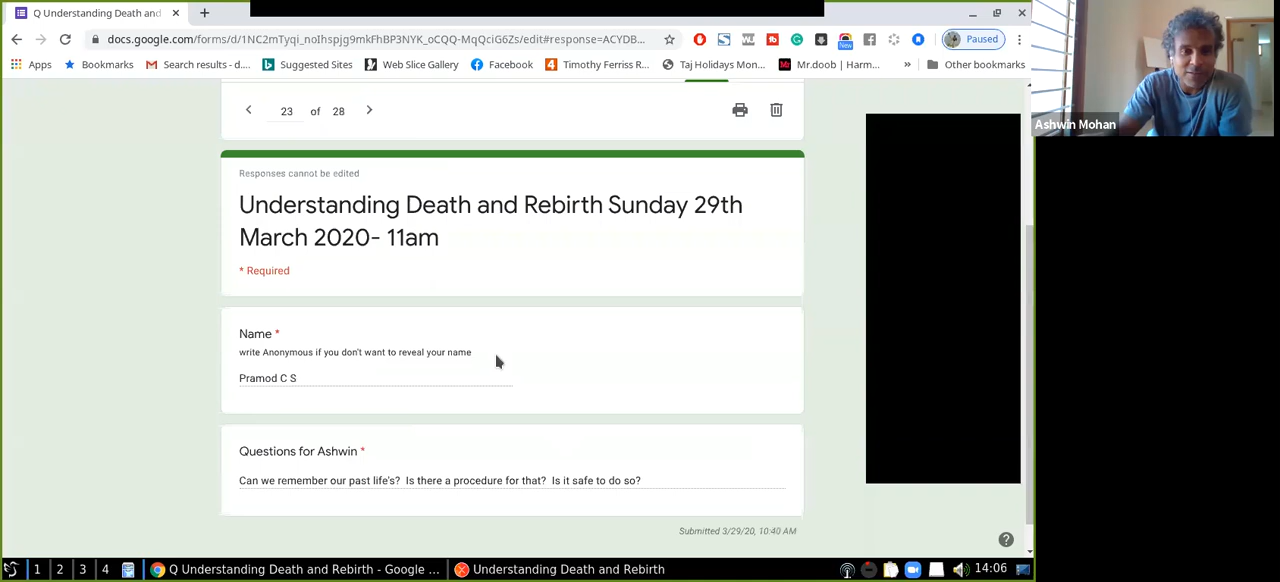 Q Understanding Death and
docs.google.com/forms/d/1NC2mTyqi_noIhspjg9mkFhBP3NYK_oCQQ-MqQciG6Zs/edit#response=ACYDB...
New
Paused
Apps Bookmarks Search results - d.... Suggested Sites Web Slice Gallery Facebook Timothy Ferriss R... Taj Holidays Mon... Mr.doob | Harm... » Other bookmarks
Ashwin Mohan
23 of 28
Responses cannot be edited
Understanding Death and Rebirth Sunday 29th
March 2020- 11am
* Required
Name *
write Anonymous if you don't want to reveal your name
Pramod C S
Questions for Ashwin *
Can we remember our past life's? Is there a procedure for that? Is it safe to do so?
Submitted 3/29/20, 10:40 AM
1 2 3 4 Q Understanding Death and Rebirth - Google ... Understanding Death and Rebirth 14:06